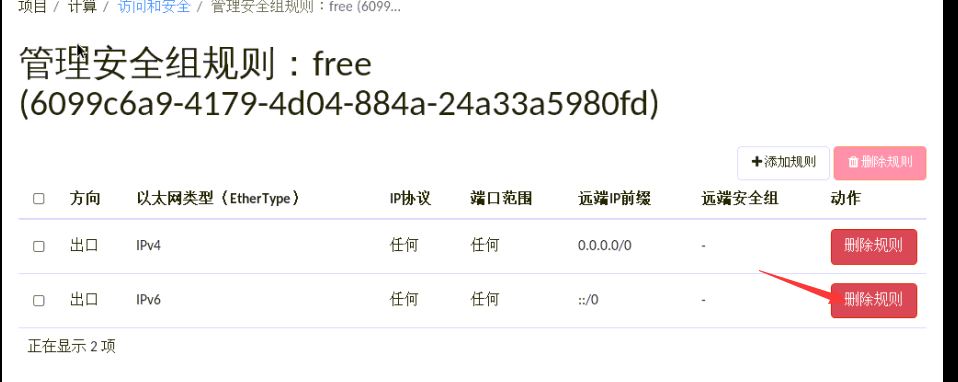 项目 / 计算 / 访问和安全 / 管理安全组规则：free (6099...
管理安全组规则：free
(6099c6a9-4179-4d04-884a-24a33a5980fd)
添加规则 删除规则
方向 以太网类型（EtherType） IP协议 端口范围 远端IP前缀 远端安全组 动作
出口 IPv4 任何 任何 0.0.0.0/0 - 删除规则
出口 IPv6 任何 任何 ::/0 - 删除规则
正在显示 2 项